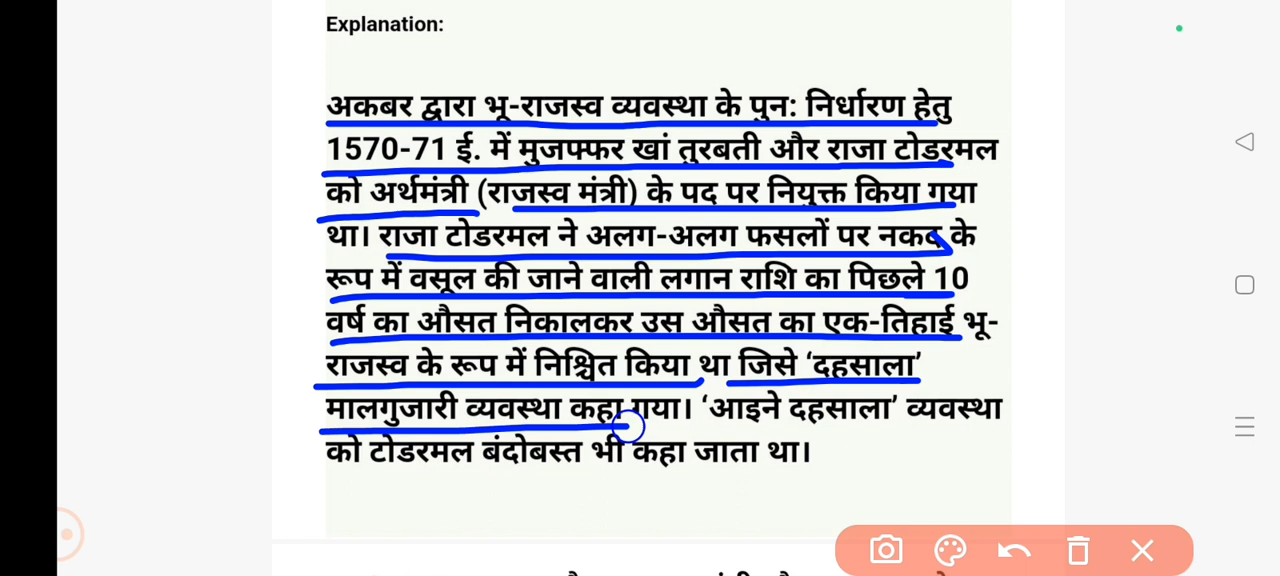 Explanation:
अकबर द्वारा भू-राजस्व व्यवस्था के पुन: निर्धारण हेतु
1570-71 ई. में मुजफ्फर खां तुरबती और राजा टोडरमल
को अर्थमंत्री (राजस्व मंत्री) के पद पर नियुक्त किया गया
था। राजा टोडरमल ने अलग-अलग फसलों पर नकद के
रूप में वसूल की जाने वाली लगान राशि का पिछले 10
वर्ष का औसत निकालकर उस औसत का एक-तिहाई भू-
राजस्व के रूप में निश्चित किया था जिसे ‘दहसाला’
मालगुजारी व्यवस्था कहा गया। ‘आइने दहसाला’ व्यवस्था
को टोडरमल बंदोबस्त भी कहा जाता था।